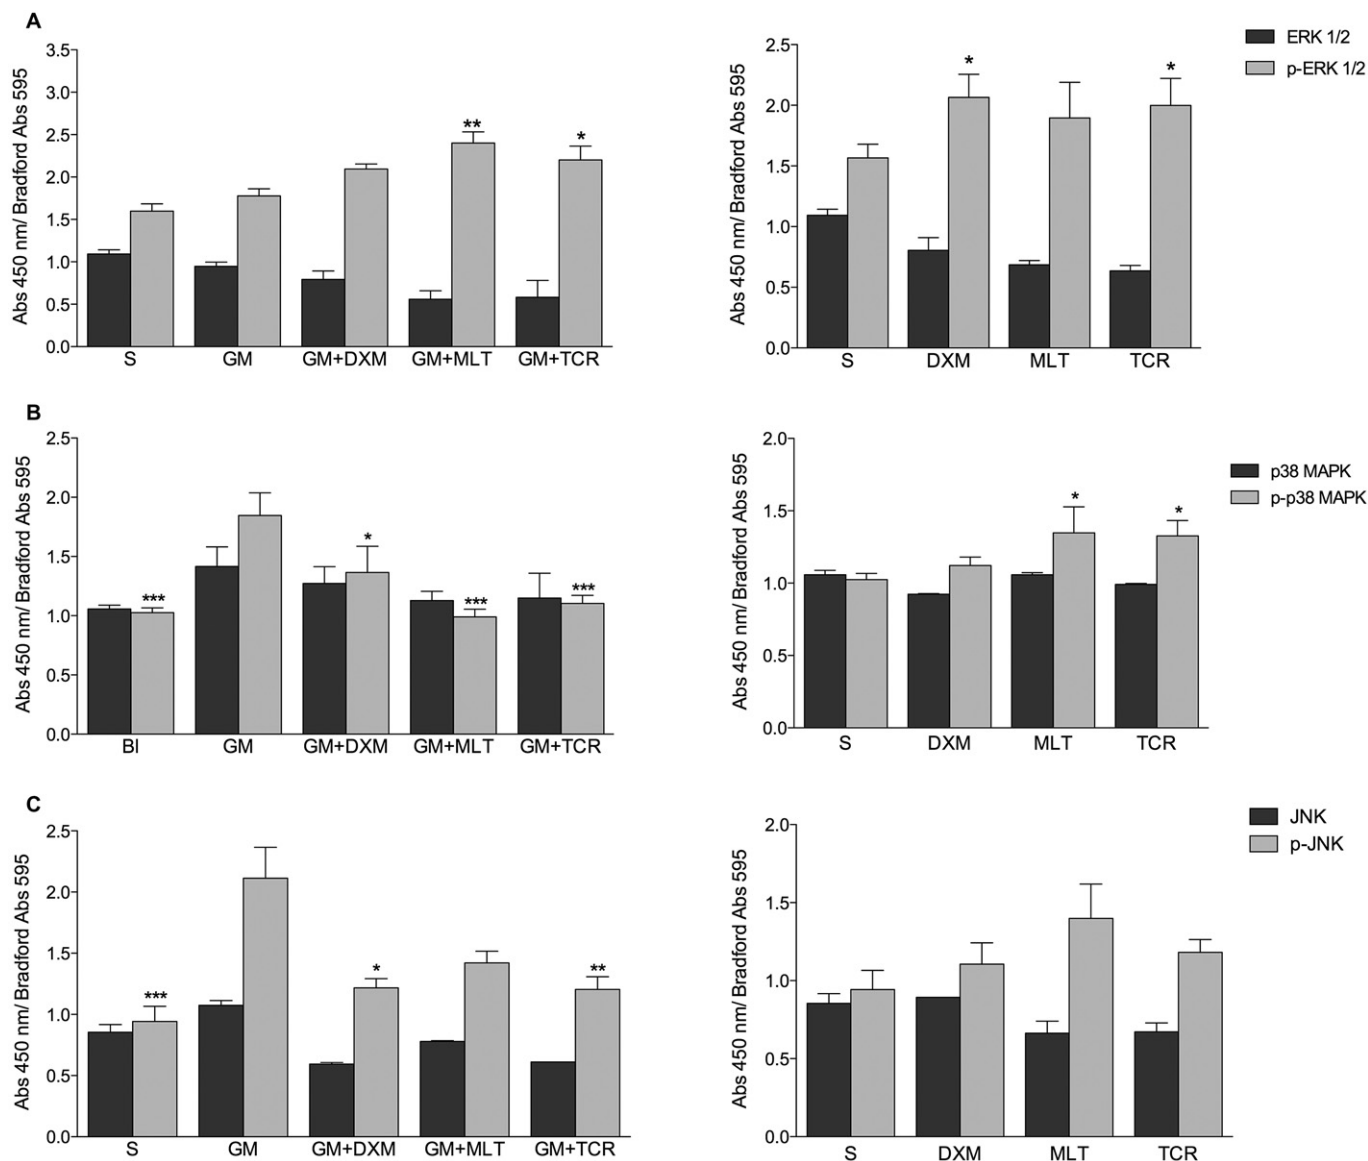 A
Abs 450 nm/ Bradford Abs 595
3.5
3.0
2.5
2.0
1.5
1.0
0.5
0.0
** *
S GM GM+DXM GM+MLT GM+TCR
Abs 450 nm/ Bradford Abs 595
2.5
2.0
1.5
1.0
0.5
0.0
* *
S DXM MLT TCR
ERK 1/2
p-ERK 1/2
B
Abs 450 nm/ Bradford Abs 595
2.5
2.0
1.5
1.0
0.5
0.0
*** * *** ***
BI GM GM+DXM GM+MLT GM+TCR
Abs 450 nm/ Bradford Abs 595
2.0
1.5
1.0
0.5
0.0
* *
S DXM MLT TCR
p38 MAPK
p-p38 MAPK
C
Abs 450 nm/ Bradford Abs 595
2.5
2.0
1.5
1.0
0.5
0.0
*** * **
S GM GM+DXM GM+MLT GM+TCR
Abs 450 nm/ Bradford Abs 595
2.0
1.5
1.0
0.5
0.0
S DXM MLT TCR
JNK
p-JNK